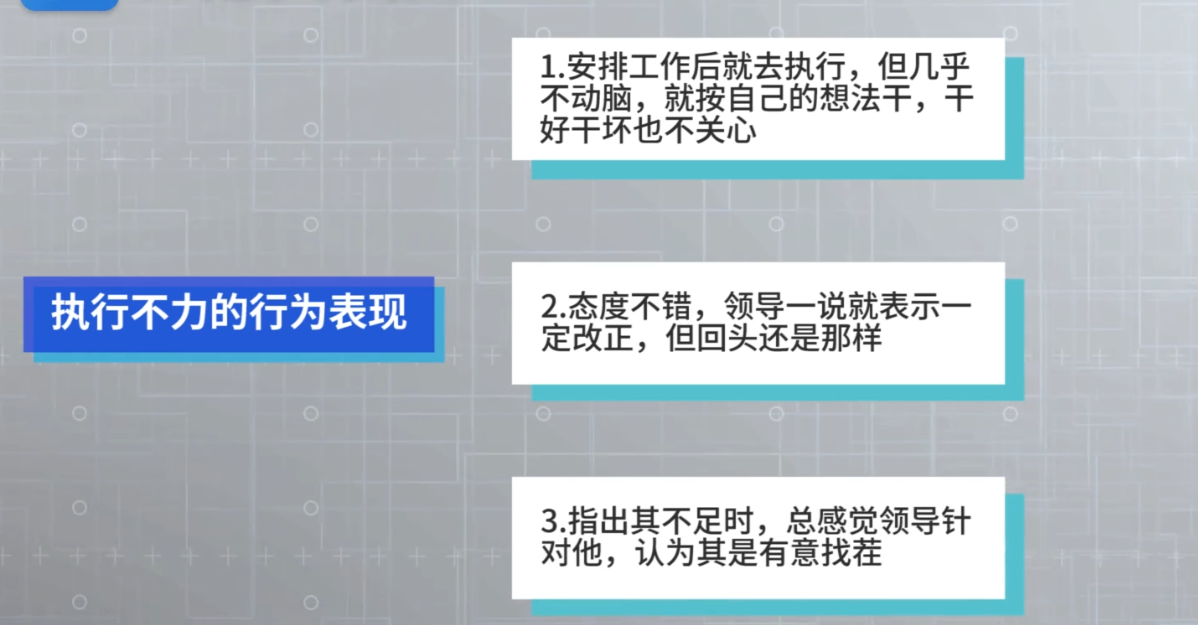 1.安排工作后就去执行，但几乎
不动脑，就按自己的想法干，干
好干坏也不关心
执行不力的行为表现
2.态度不错，领导一说就表示一
定改正，但回头还是那样
3.指出其不足时，总感觉领导针
对他，认为其是有意找茬